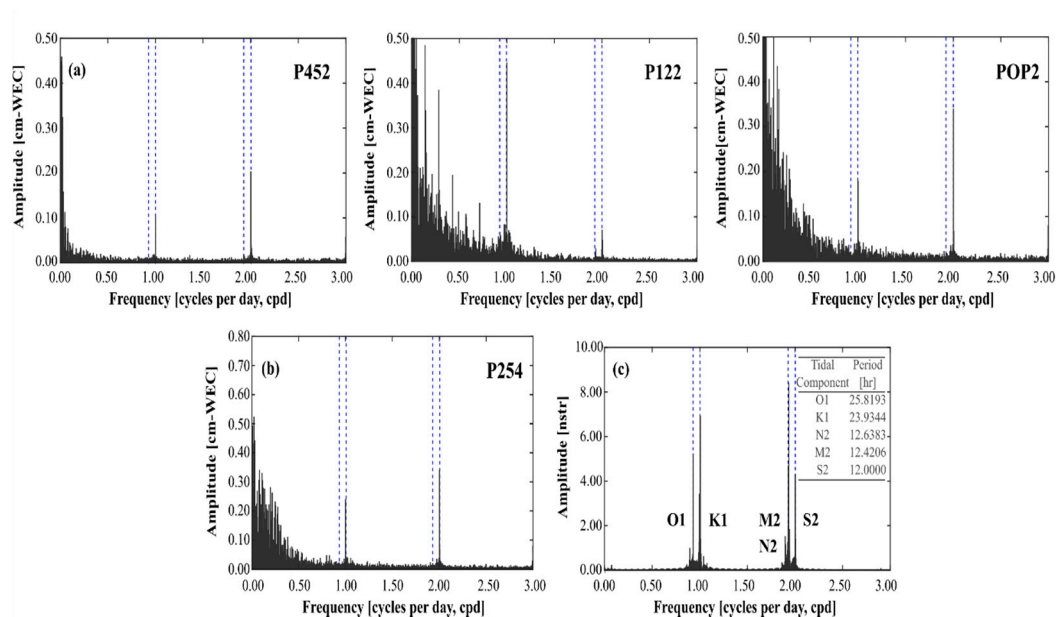 (a)
P452
Amplitude [cm-WEC]
0.50
0.40
0.30
0.20
0.10
0.00
0.00 0.50 1.00 1.50 2.00 2.50 3.00
Frequency [cycles per day, cpd]
P122
Amplitude [cm-WEC]
0.50
0.40
0.30
0.20
0.10
0.00
0.00 0.50 1.00 1.50 2.00 2.50 3.00
Frequency [cycles per day, cpd]
POP2
Amplitude[cm-WEC]
0.50
0.40
0.30
0.20
0.10
0.00
0.00 0.50 1.00 1.50 2.00 2.50 3.00
Frequency [cycles per day, cpd]
(b)
P254
Amplitude [cm-WEC]
0.80
0.70
0.60
0.50
0.40
0.30
0.20
0.10
0.00
0.00 0.50 1.00 1.50 2.00 2.50 3.00
Frequency [cycles per day, cpd]
(c)
Amplitude [nstr]
10.00
8.00
6.00
4.00
2.00
0.00
Tidal Period
Component [hr]
O1 25.8193
K1 23.9344
N2 12.6383
M2 12.4206
S2 12.0000
O1 K1 M2 S2
N2
0.00 0.50 1.00 1.50 2.00 2.50 3.00
Frequency [cycles per day, cpd]